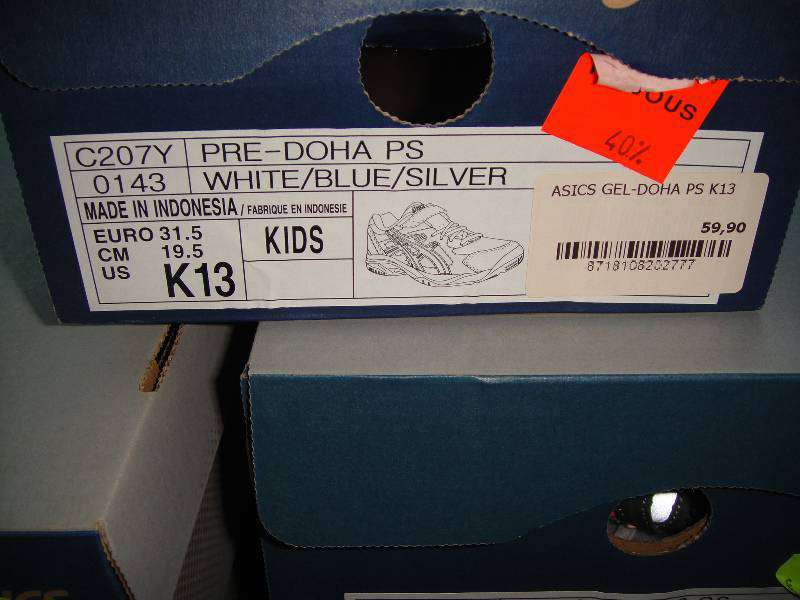 40%
C207Y PRE-DOHA PS
0143 WHITE/BLUE/SILVER
MADE IN INDONESIA / FABRIQUE EN INDONESIE
EURO 31.5
CM 19.5
US K13
KIDS
ASICS GEL-DOHA PS K13
59,90
8718108202777